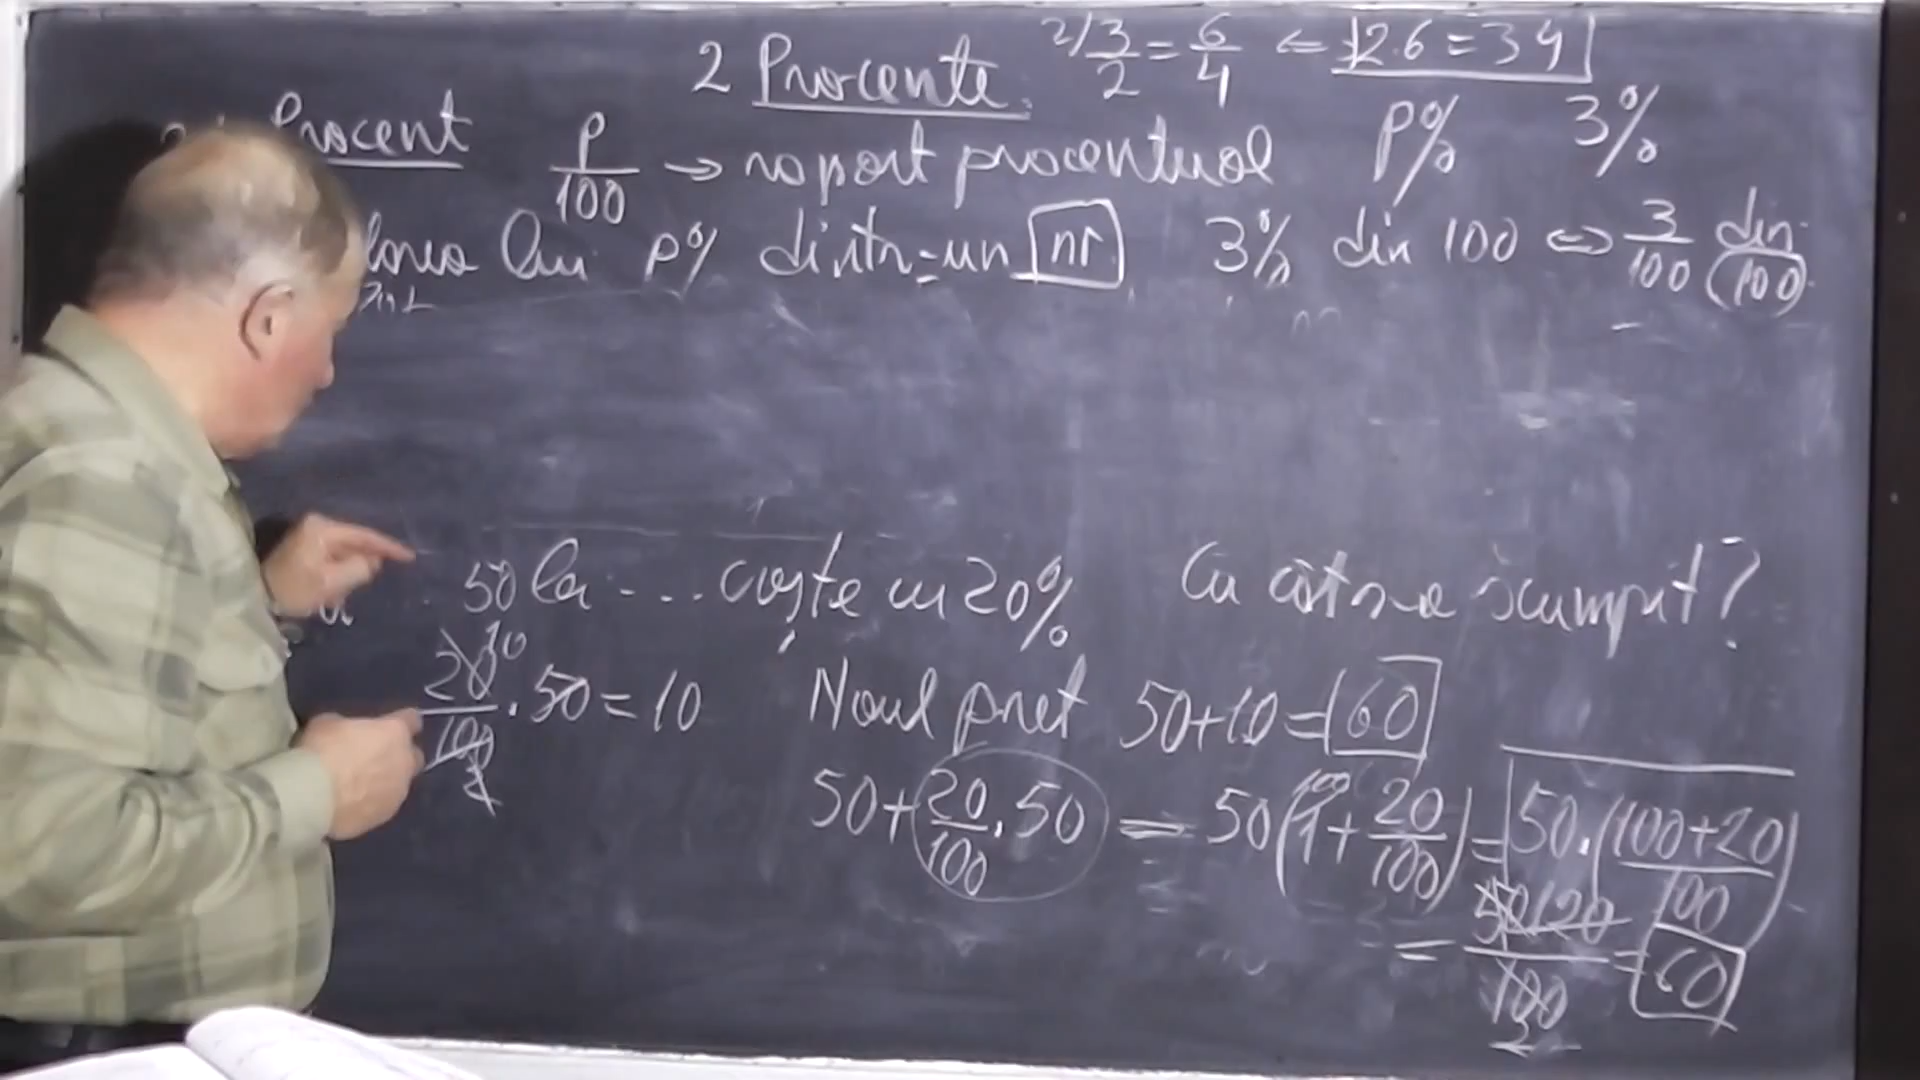 2 Procente. 2/ 3/2 = 6/4 <= 12·6 = 3·4
Procent p/100 → raport procentual p% 3%
lui p% dintr-un nr 3% din 100 <=> 3/100 din 100
50 lei ... crește cu 20% Cu cât s-a scumpit?
20/100 · 50 = 10 Noul preț 50+10 = 60
50 + 20/100 · 50 = 50(1 + 20/100) = 50 · (100+20)/100
= 50·120/100 = 60